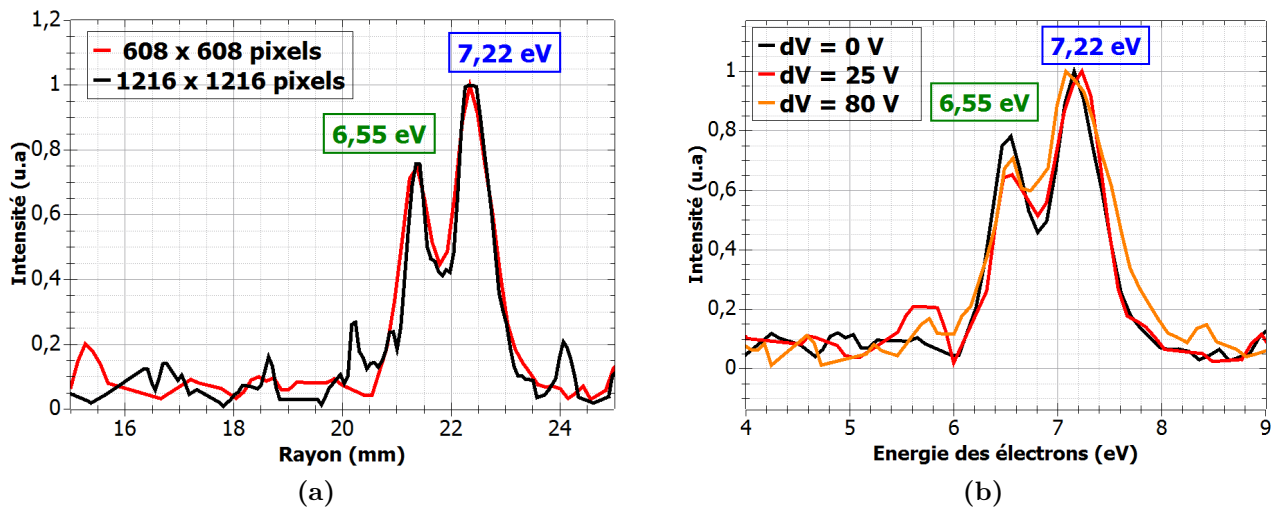 1,2
1
0,8
0,6
0,4
0,2
0
Intensité (u.a)
608 x 608 pixels
1216 x 1216 pixels
7,22 eV
6,55 eV
16
18
20
22
24
Rayon (mm)
(a)
1
0,8
0,6
0,4
0,2
0
Intensité (u.a)
dV = 0 V
dV = 25 V
dV = 80 V
7,22 eV
6,55 eV
4
5
6
7
8
9
Energie des électrons (eV)
(b)